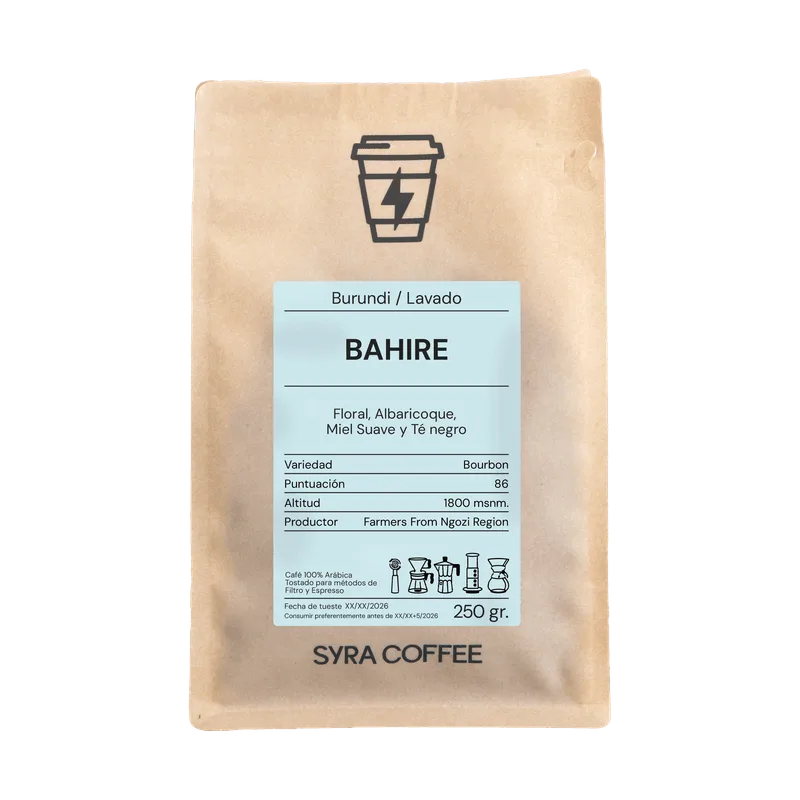 Burundi / Lavado
BAHIRE
Floral, Albaricoque,
Miel Suave y Té negro
Variedad Bourbon
Puntuación 86
Altitud 1800 msnm.
Productor Farmers From Ngozi Region
Café 100% Arábica
Tostado para métodos de
Filtro y Espresso
Fecha de tueste XX/XX/2026
Consumir preferentemente antes de XX/XX+5/2026
250 gr.
SYRA COFFEE